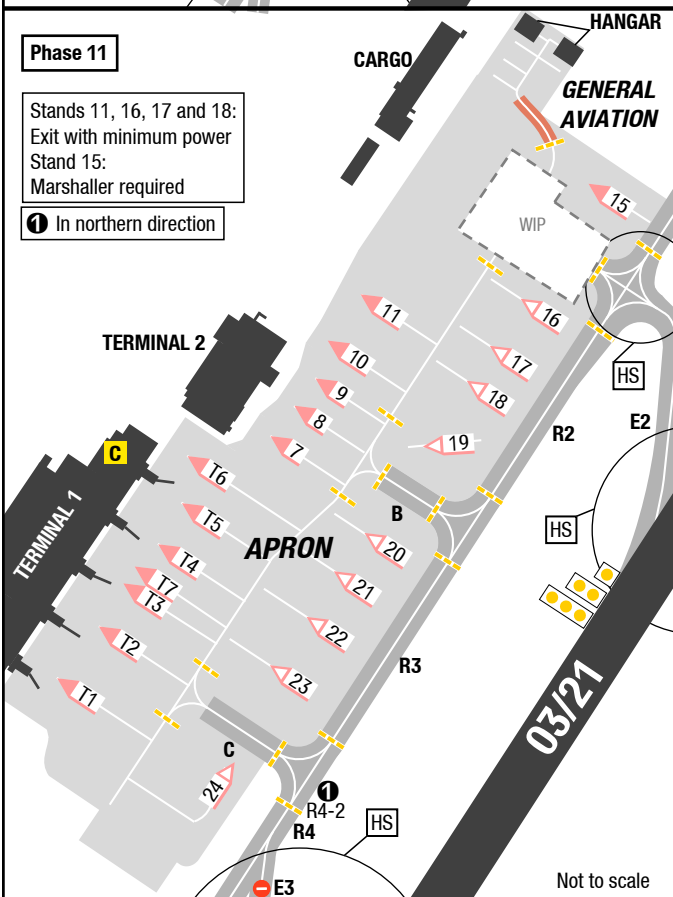 Phase 11
Stands 11, 16, 17 and 18:
Exit with minimum power
Stand 15:
Marshaller required
1 In northern direction
HANGAR
CARGO
GENERAL
AVIATION
15
WIP
16
11
TERMINAL 2
10
17
HS
9
18
8
R2
E2
7
19
C
T6
B
HS
TERMINAL 1
T5
APRON
20
T4
21
T7
T3
22
T2
R3
23
T1
03/21
C
24
1
R4-2
R4
HS
E3
Not to scale